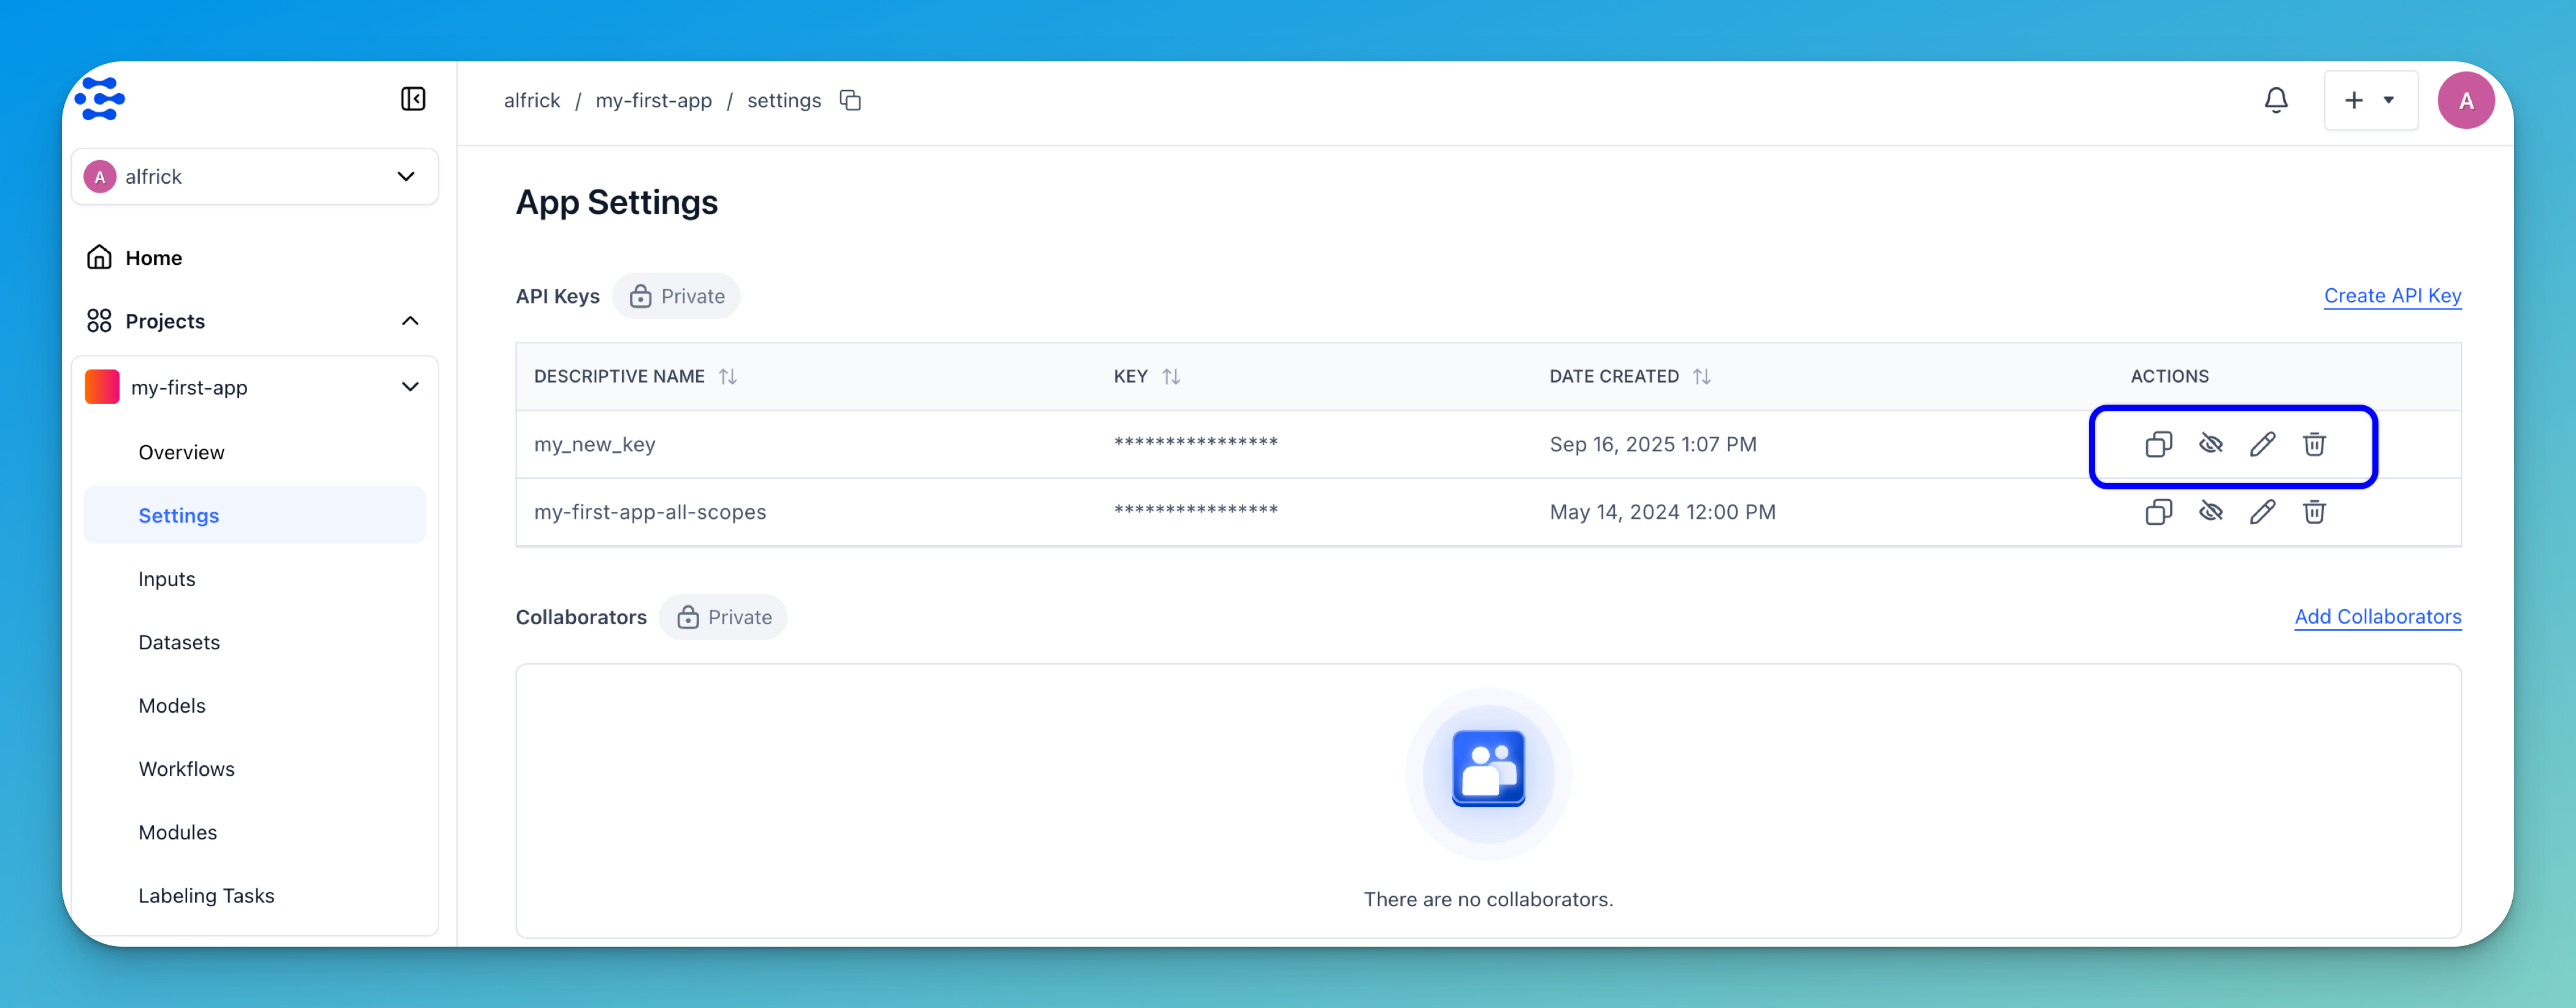 alfrick / my-first-app / settings
A
A alfrick
Home
Projects
my-first-app
Overview
Settings
Inputs
Datasets
Models
Workflows
Modules
Labeling Tasks
App Settings
API Keys Private Create API Key
DESCRIPTIVE NAME KEY DATE CREATED ACTIONS
my_new_key **************** Sep 16, 2025 1:07 PM
my-first-app-all-scopes **************** May 14, 2024 12:00 PM
Collaborators Private Add Collaborators
There are no collaborators.